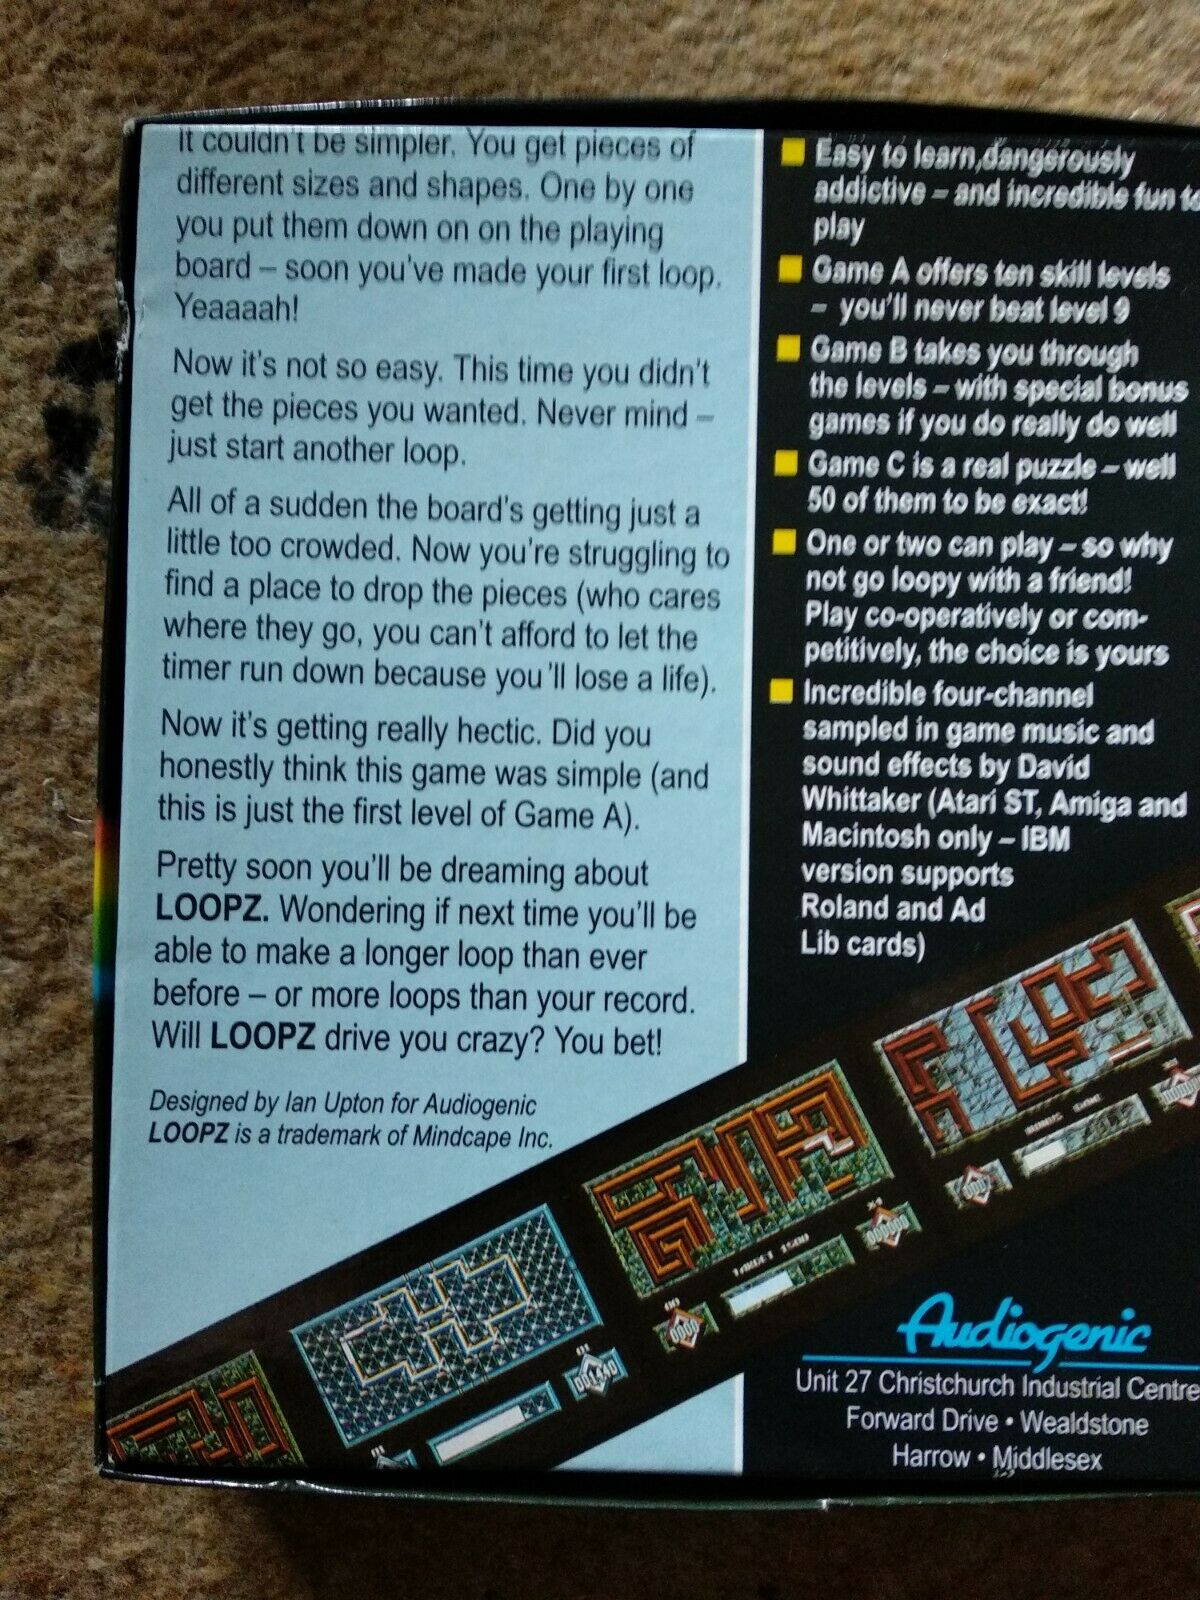 It couldn't be simpler. You get pieces of
different sizes and shapes. One by one
you put them down on on the playing
board – soon you've made your first loop.
Yeaaaah!
Now it's not so easy. This time you didn't
get the pieces you wanted. Never mind –
just start another loop.
All of a sudden the board's getting just a
little too crowded. Now you're struggling to
find a place to drop the pieces (who cares
where they go, you can't afford to let the
timer run down because you'll lose a life).
Now it's getting really hectic. Did you
honestly think this game was simple (and
this is just the first level of Game A).
Pretty soon you'll be dreaming about
LOOPZ. Wondering if next time you'll be
able to make a longer loop than ever
before – or more loops than your record.
Will LOOPZ drive you crazy? You bet!
Designed by Ian Upton for Audiogenic
LOOPZ is a trademark of Mindcape Inc.
Easy to learn,dangerously
addictive – and incredible fun to
play
Game A offers ten skill levels
– you'll never beat level 9
Game B takes you through
the levels – with special bonus
games if you do really do well
Game C is a real puzzle – well
50 of them to be exact!
One or two can play – so why
not go loopy with a friend!
Play co-operatively or com-
petitively, the choice is yours
Incredible four-channel
sampled in game music and
sound effects by David
Whittaker (Atari ST, Amiga and
Macintosh only – IBM
version supports
Roland and Ad
Lib cards)
TARGET 1500
001440
Audiogenic
Unit 27 Christchurch Industrial Centre
Forward Drive • Wealdstone
Harrow • Middlesex